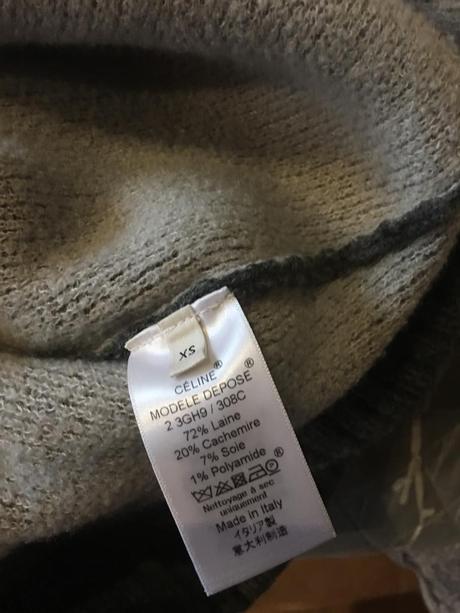 XS
CÉLINE®
MODELE DEPOSE®
2 3GH9 / 308C
72% Laine
20% Cachemire
7% Soie
1% Polyamide
®
Nettoyage à sec
uniquement
Made in Italy
イタリア製
意大利制造